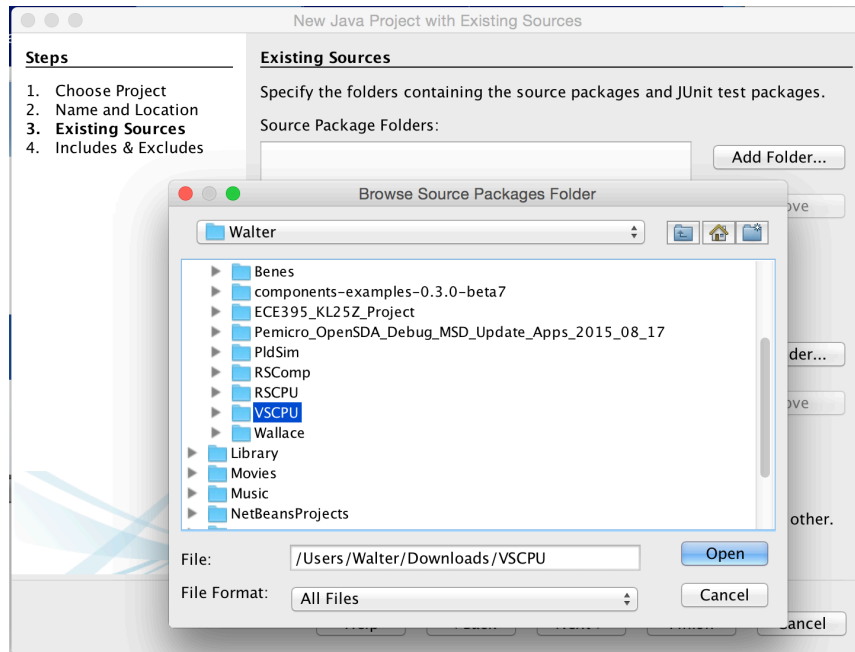 New Java Project with Existing Sources
Steps
1. Choose Project
2. Name and Location
3. Existing Sources
4. Includes & Excludes
Existing Sources
Specify the folders containing the source packages and JUnit test packages.
Source Package Folders:
Add Folder...
Browse Source Packages Folder
Walter
Benes
components-examples-0.3.0-beta7
ECE395_KL25Z_Project
Pemicro_OpenSDA_Debug_MSD_Update_Apps_2015_08_17
PldSim
RSComp
RSCPU
VSCPU
Wallace
Library
Movies
Music
NetBeansProjects
other.
File: /Users/Walter/Downloads/VSCPU
Open
File Format: All Files
Cancel